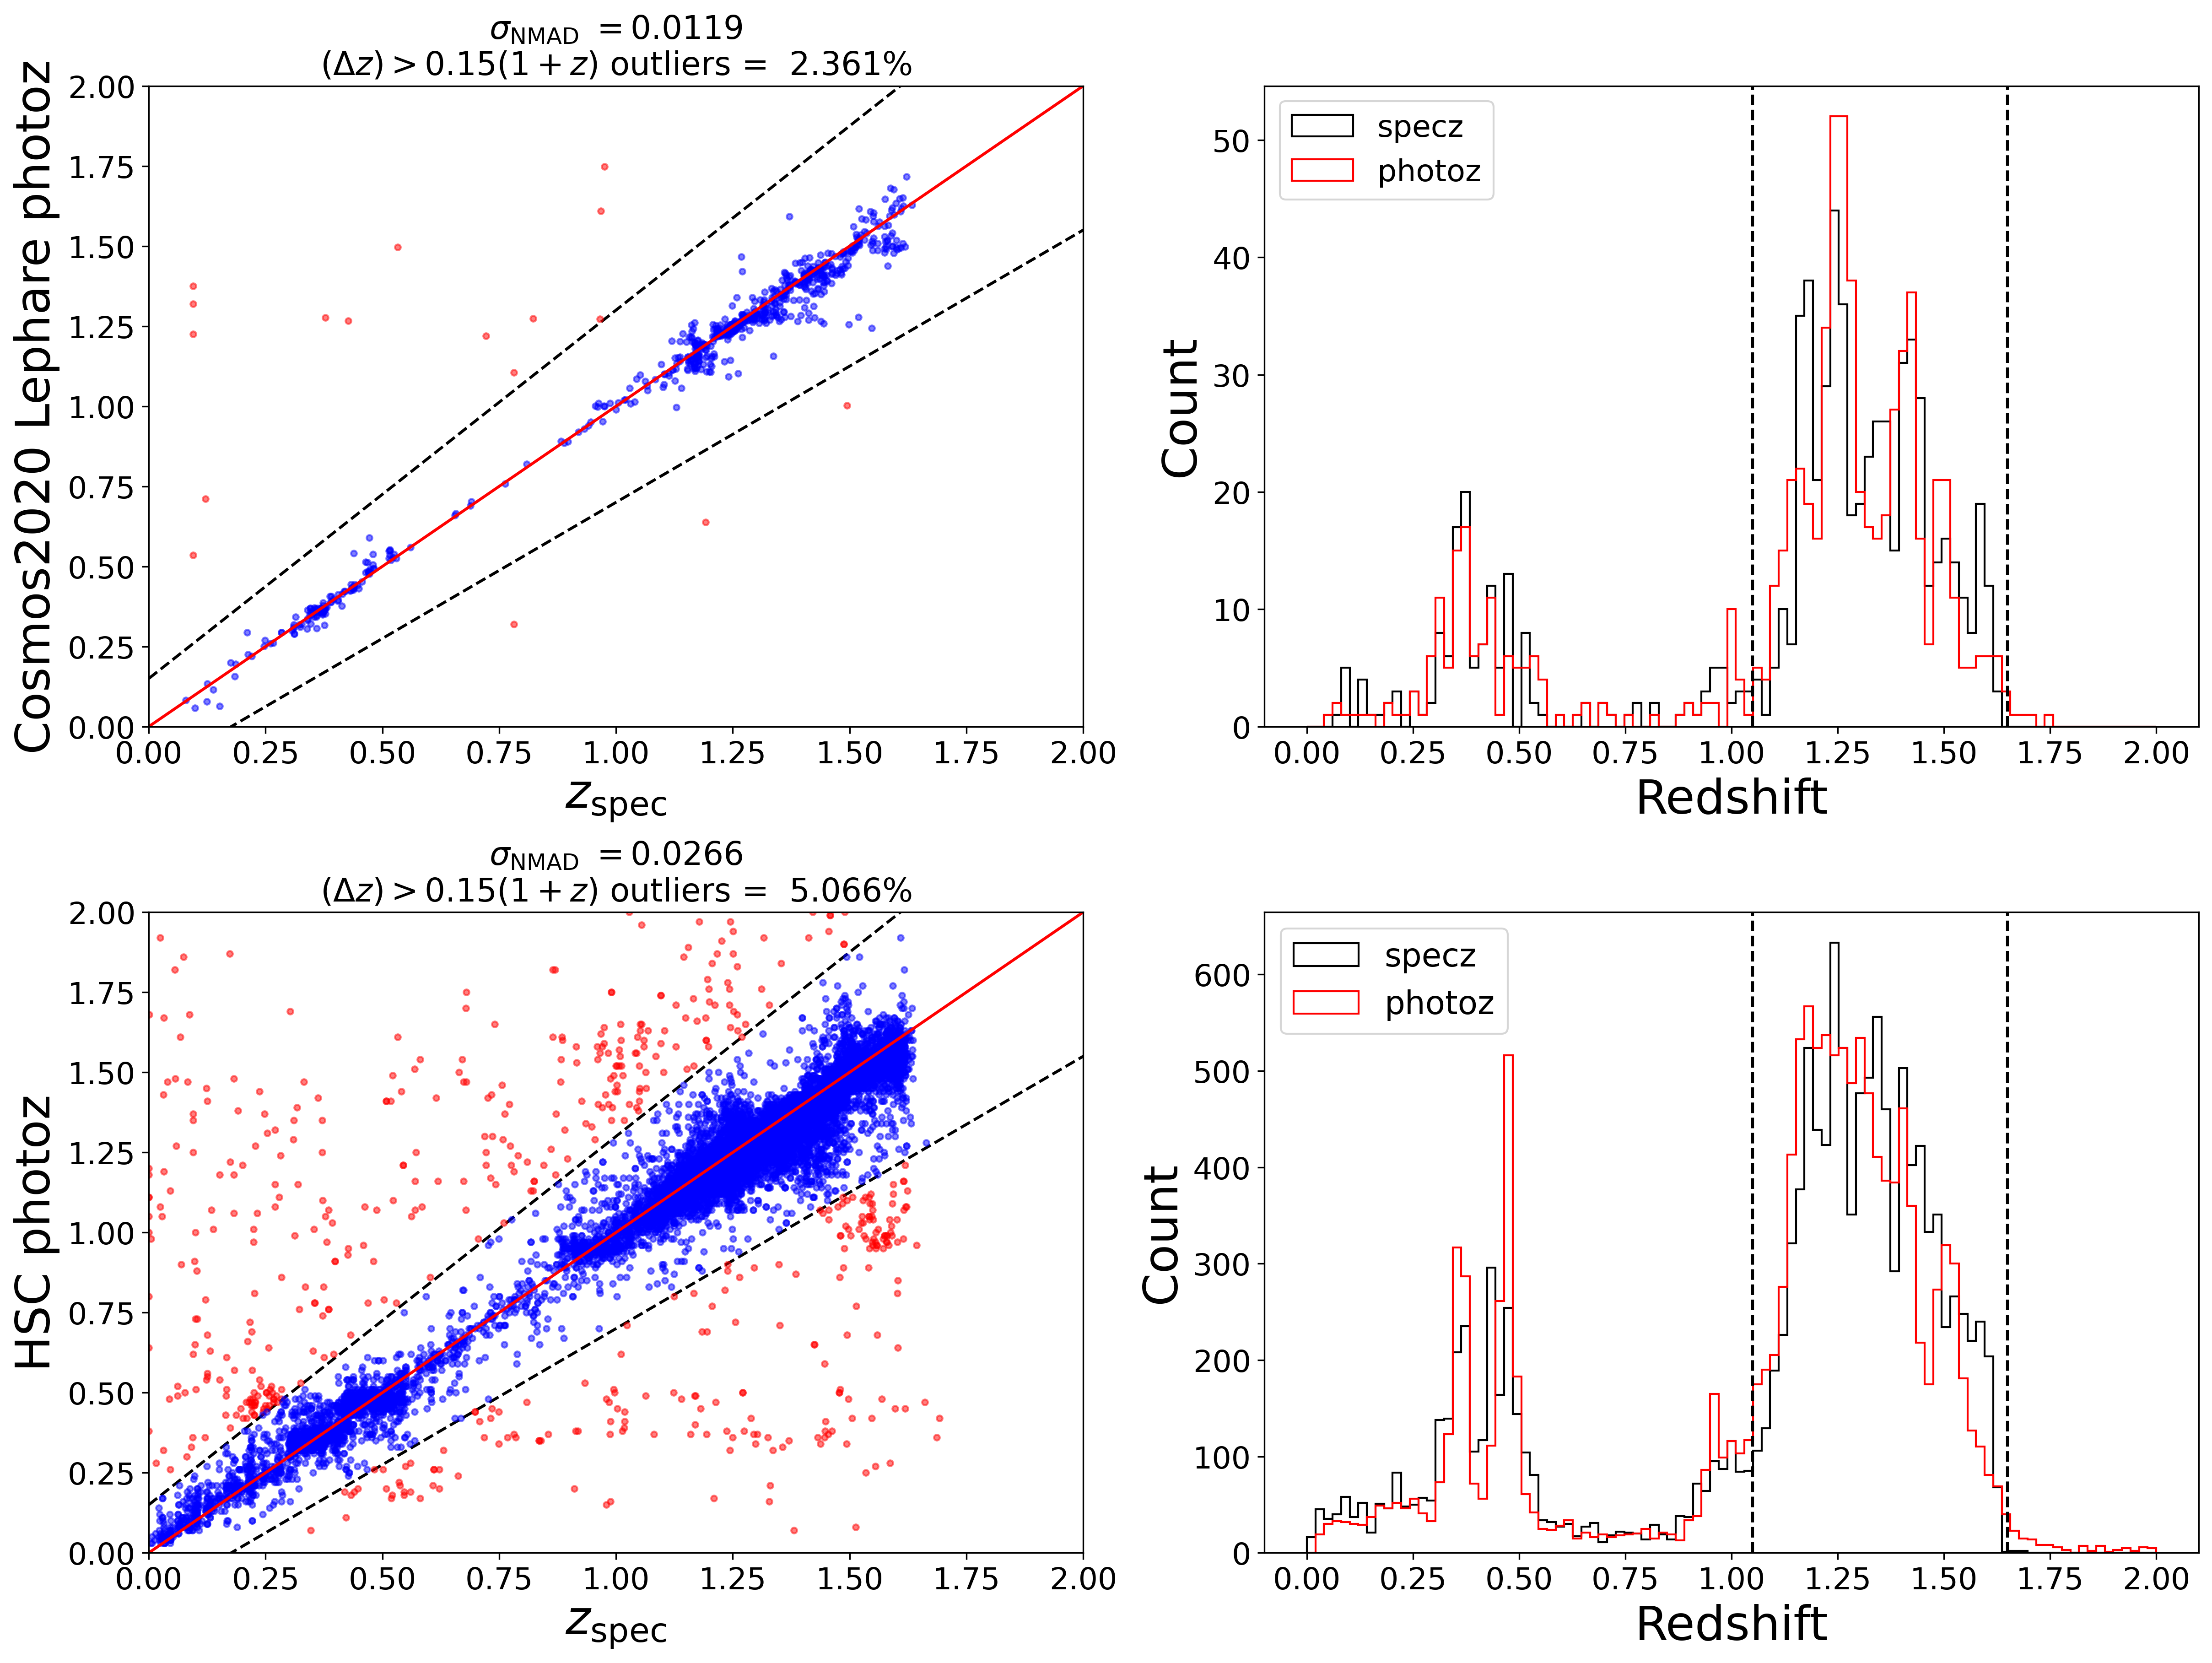 σNMAD = 0.0119
(Δz) > 0.15(1 + z) outliers = 2.361%
Cosmos2020 Lephare photoz
2.00
1.75
1.50
1.25
1.00
0.75
0.50
0.25
0.00
0.00 0.25 0.50 0.75 1.00 1.25 1.50 1.75 2.00
zspec
specz
photoz
Count
50
40
30
20
10
0
0.00 0.25 0.50 0.75 1.00 1.25 1.50 1.75 2.00
Redshift
σNMAD = 0.0266
(Δz) > 0.15(1 + z) outliers = 5.066%
HSC photoz
2.00
1.75
1.50
1.25
1.00
0.75
0.50
0.25
0.00
0.00 0.25 0.50 0.75 1.00 1.25 1.50 1.75 2.00
zspec
specz
photoz
Count
600
500
400
300
200
100
0
0.00 0.25 0.50 0.75 1.00 1.25 1.50 1.75 2.00
Redshift